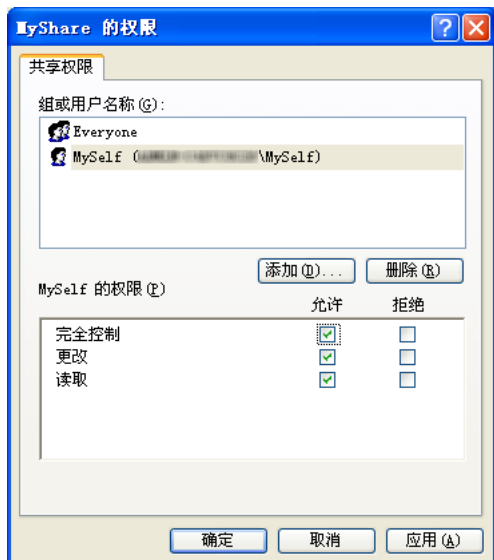 MyShare 的权限
共享权限
组或用户名称(G):
Everyone
MySelf (\MySelf)
添加(D)... 删除(R)
MySelf 的权限(P)
允许 拒绝
完全控制
更改
读取
确定 取消 应用(A)